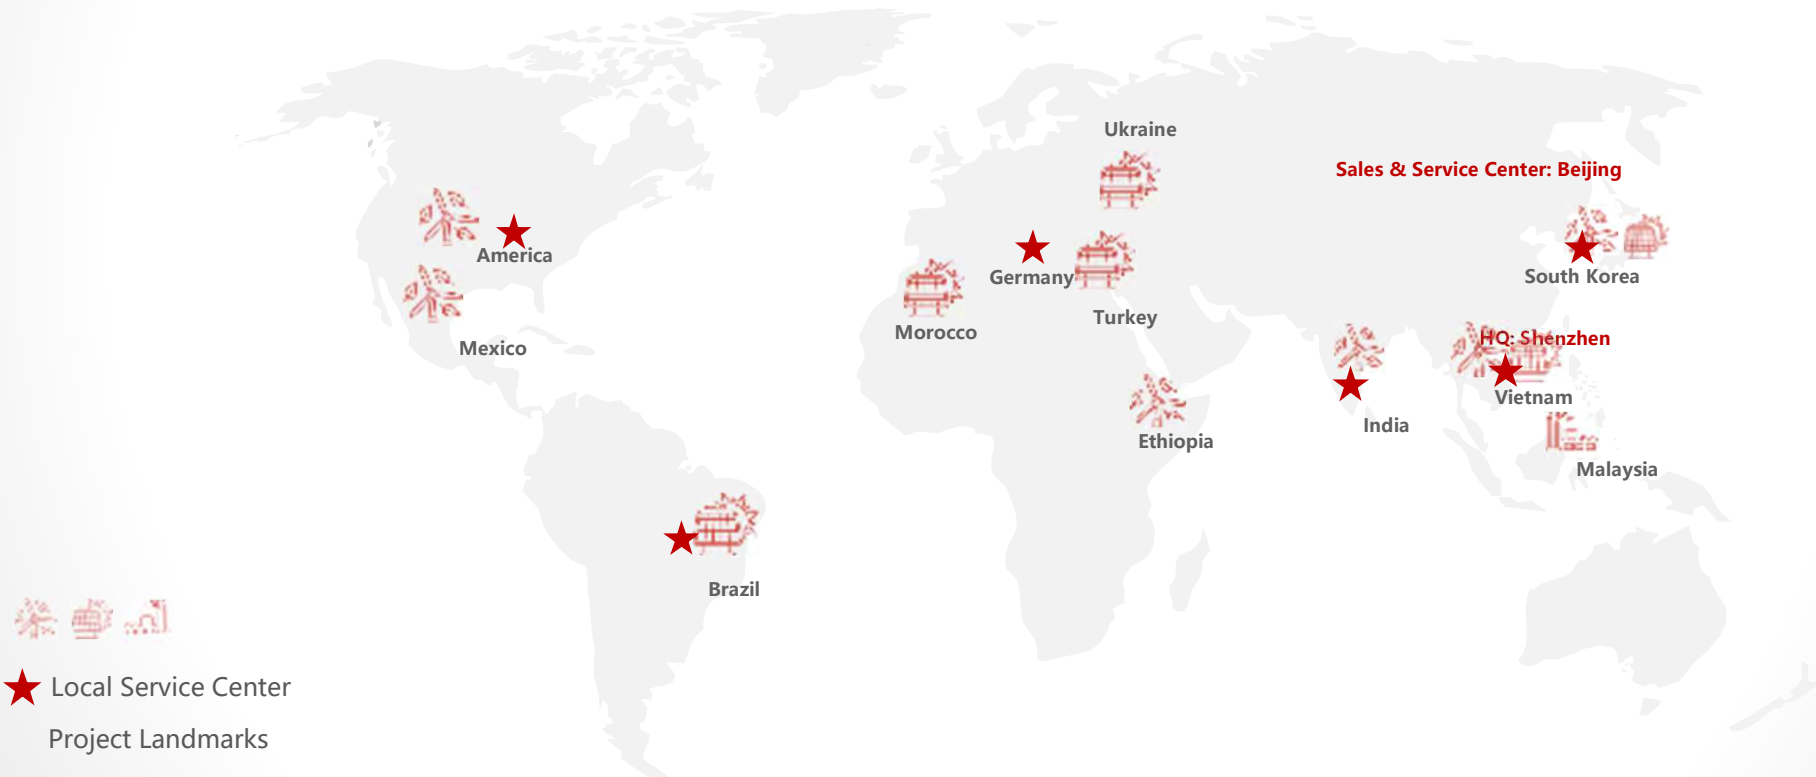 Ukraine
Sales & Service Center: Beijing
America
Germany
South Korea
Morocco
Turkey
Mexico
HQ: Shenzhen
Vietnam
India
Ethiopia
Malaysia
Brazil
Local Service Center
Project Landmarks